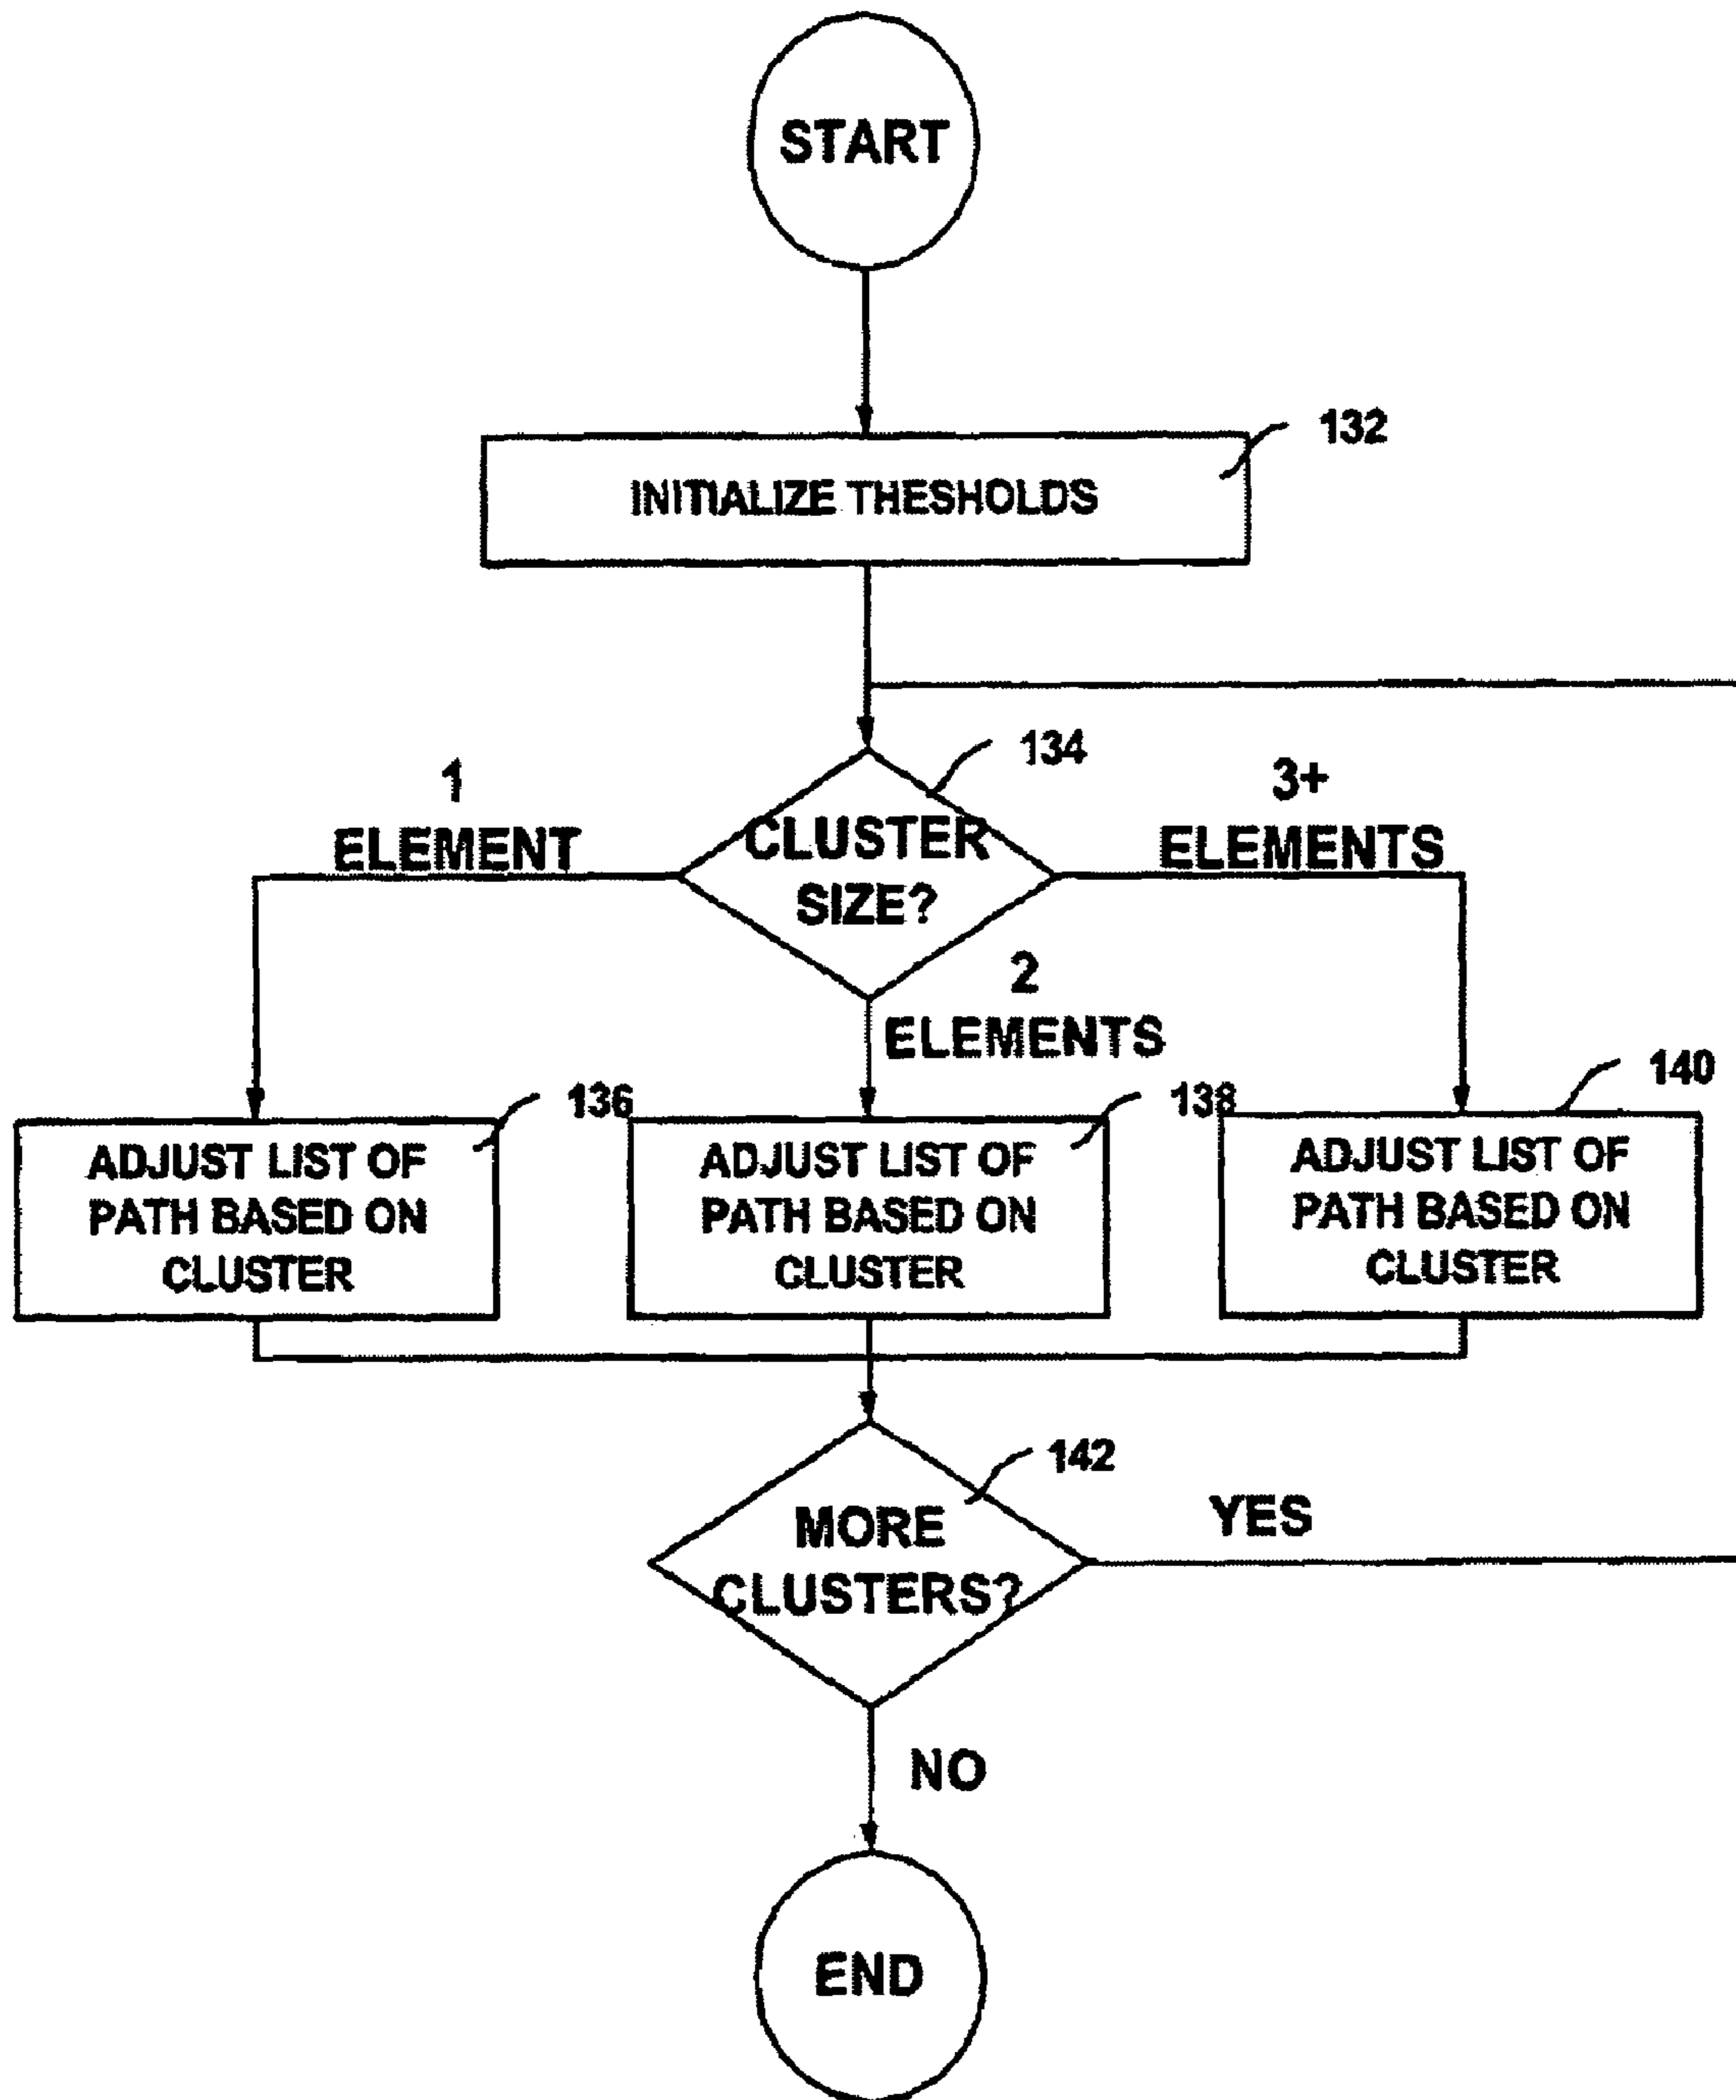 START
132
INITIALIZE THESHOLDS
134
1
ELEMENT
CLUSTER
SIZE?
3+
ELEMENTS
2
ELEMENTS
136
ADJUST LIST OF
PATH BASED ON
CLUSTER
138
ADJUST LIST OF
PATH BASED ON
CLUSTER
140
ADJUST LIST OF
PATH BASED ON
CLUSTER
142
MORE
CLUSTERS?
YES
NO
END